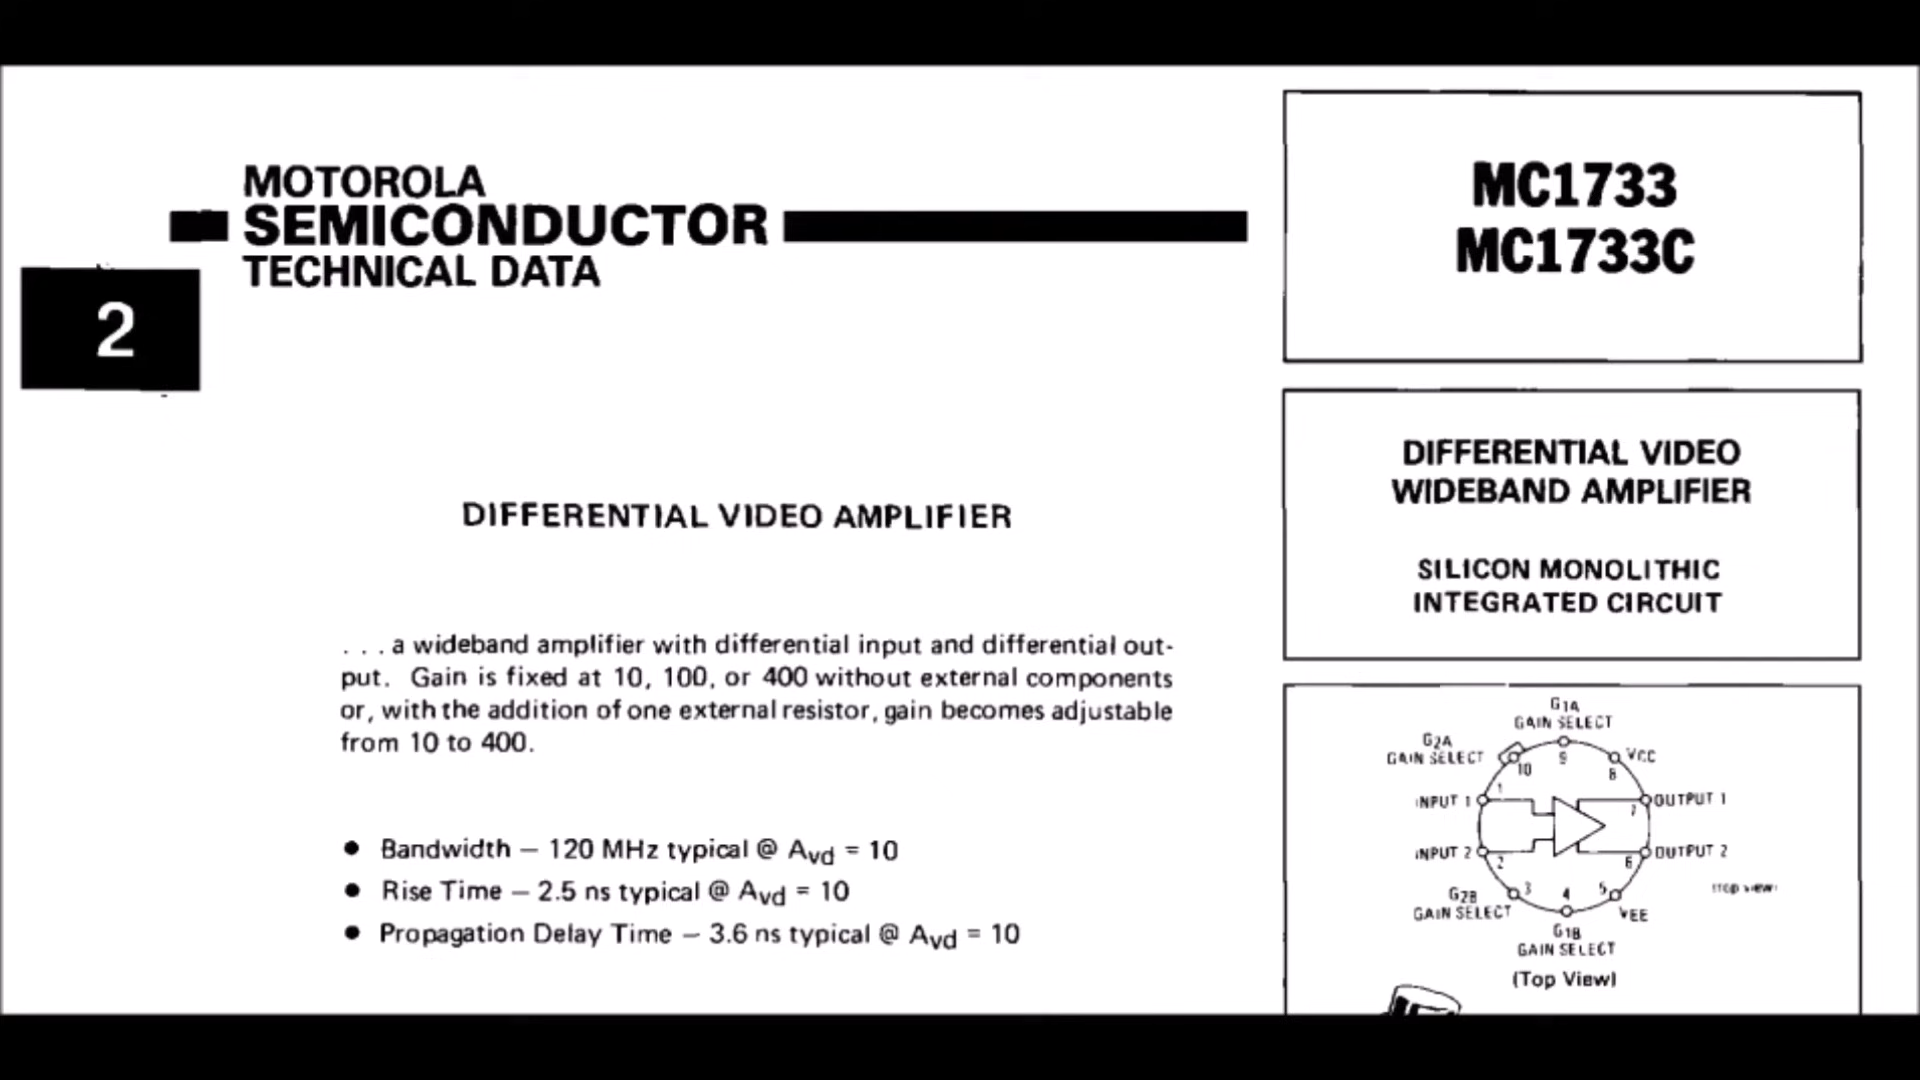 MOTOROLA
SEMICONDUCTOR
TECHNICAL DATA
2
DIFFERENTIAL VIDEO AMPLIFIER
. . . a wideband amplifier with differential input and differential out-
put. Gain is fixed at 10, 100, or 400 without external components
or, with the addition of one external resistor, gain becomes adjustable
from 10 to 400.
● Bandwidth — 120 MHz typical @ Avd = 10
● Rise Time — 2.5 ns typical @ Avd = 10
● Propagation Delay Time — 3.6 ns typical @ Avd = 10
MC1733
MC1733C
DIFFERENTIAL VIDEO
WIDEBAND AMPLIFIER
SILICON MONOLITHIC
INTEGRATED CIRCUIT
G1A
GAIN SELECT
G2A
GAIN SELECT
10
9
8
VCC
INPUT 1
1
7
OUTPUT 1
INPUT 2
2
6
OUTPUT 2
(top view)
G2B
GAIN SELECT
3
4
5
VEE
G1B
GAIN SELECT
(Top View)